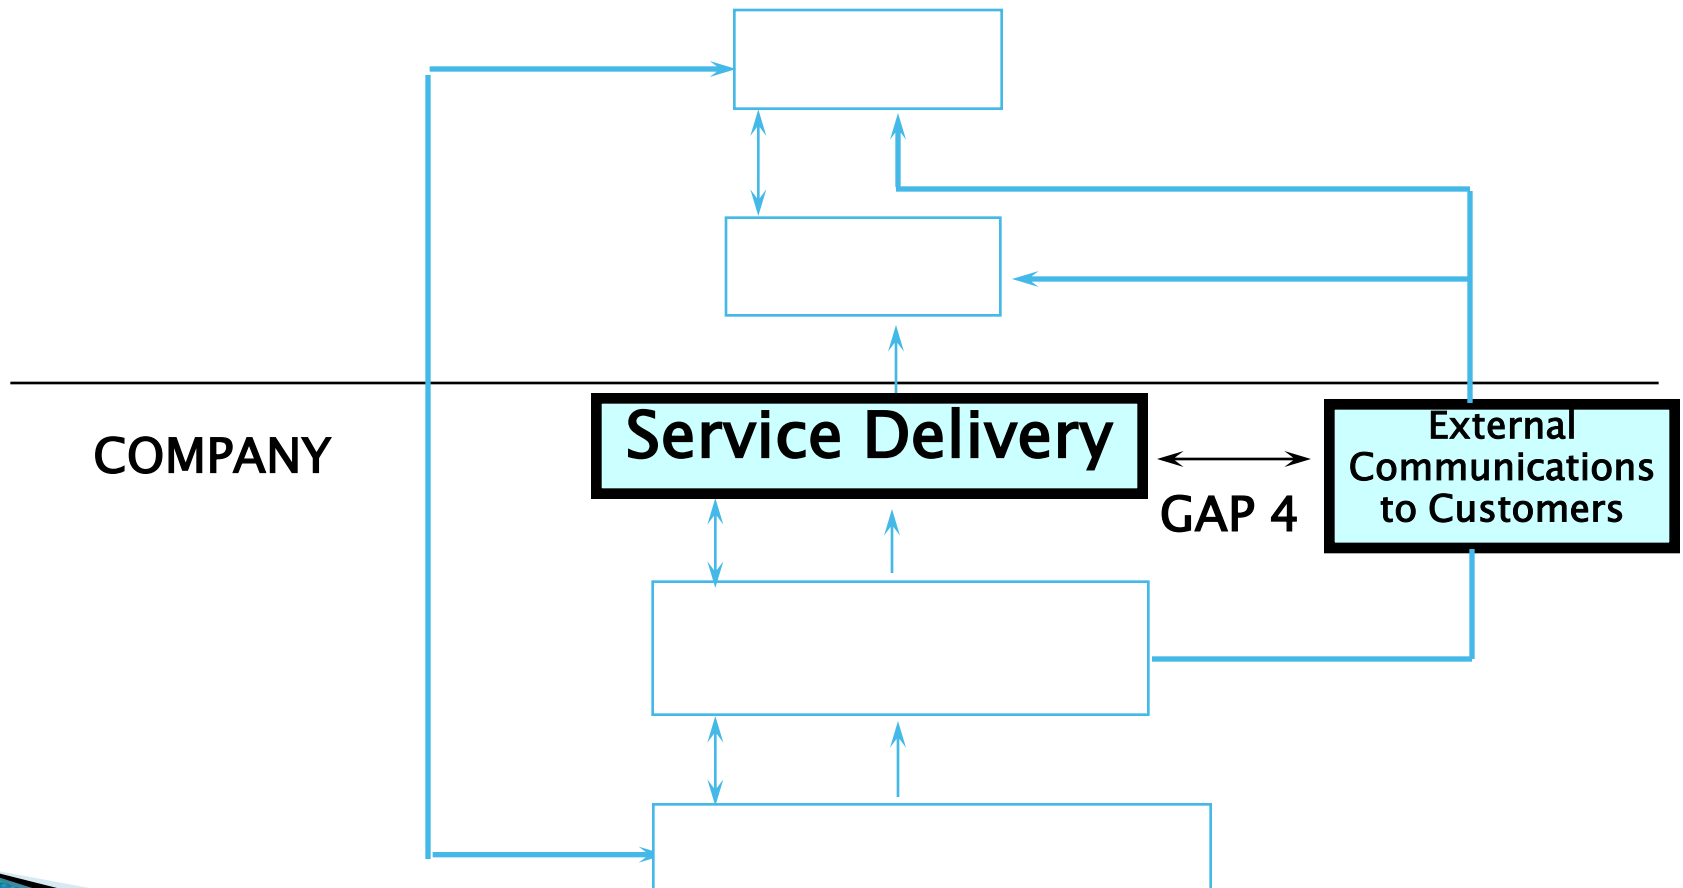 COMPANY
Service Delivery
GAP 4
External
Communications
to Customers